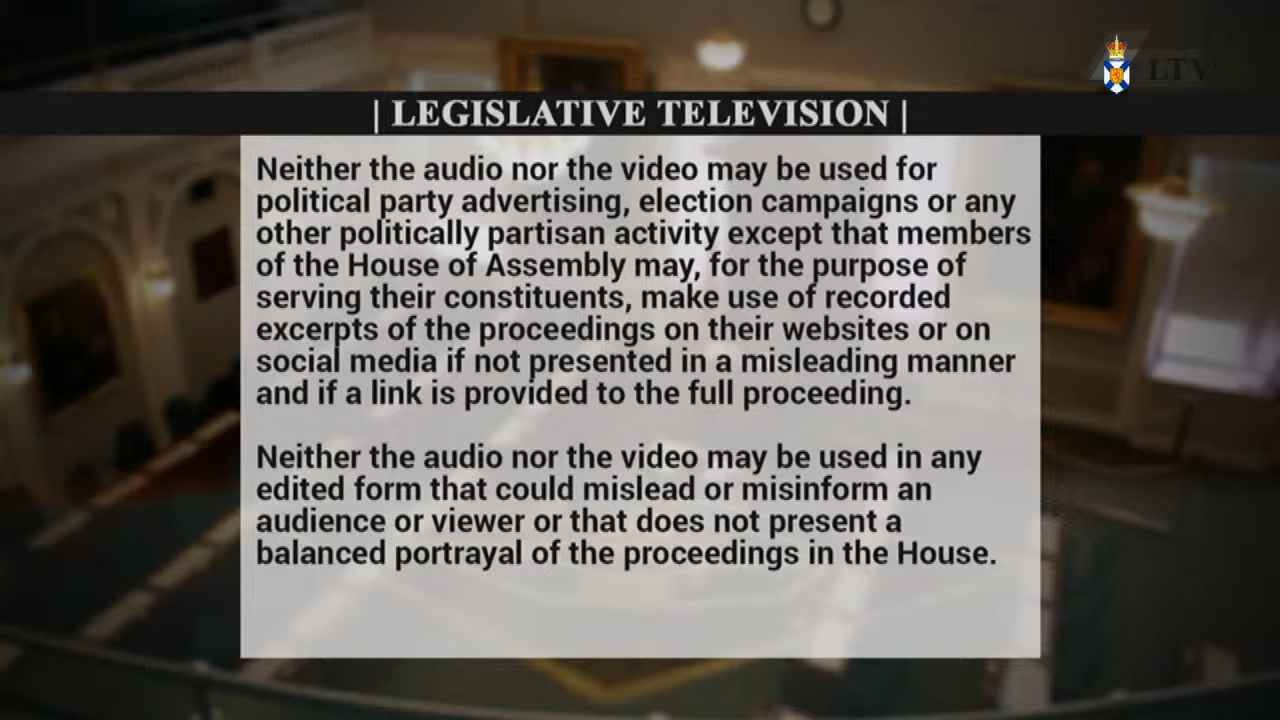 LTV
| LEGISLATIVE TELEVISION |
Neither the audio nor the video may be used for
political party advertising, election campaigns or any
other politically partisan activity except that members
of the House of Assembly may, for the purpose of
serving their constituents, make use of recorded
excerpts of the proceedings on their websites or on
social media if not presented in a misleading manner
and if a link is provided to the full proceeding.
Neither the audio nor the video may be used in any
edited form that could mislead or misinform an
audience or viewer or that does not present a
balanced portrayal of the proceedings in the House.